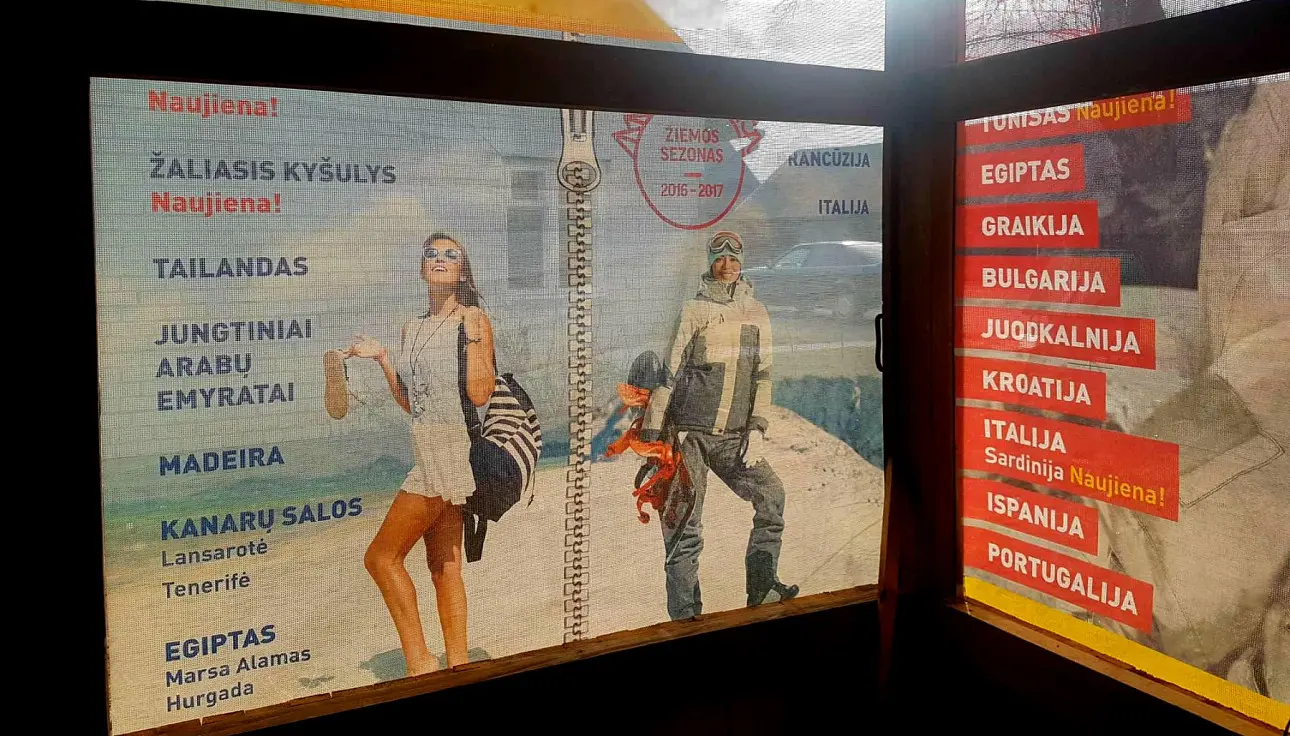 Naujiena!
ŽALIASIS KYŠULYS
Naujiena!
TAILANDAS
JUNGTINIAI
ARABŲ
EMYRATAI
MADEIRA
KANARŲ SALOS
Lansarotė
Tenerifė
EGIPTAS
Marsa Alamas
Hurgada
ŽIEMOS
SEZONAS
2016 - 2017
RANCŪZIJA
ITALIJA
TUNISAS Naujiena!
EGIPTAS
GRAIKIJA
BULGARIJA
JUODKALNIJA
KROATIJA
ITALIJA
Sardinija Naujiena!
ISPANIJA
PORTUGALIJA